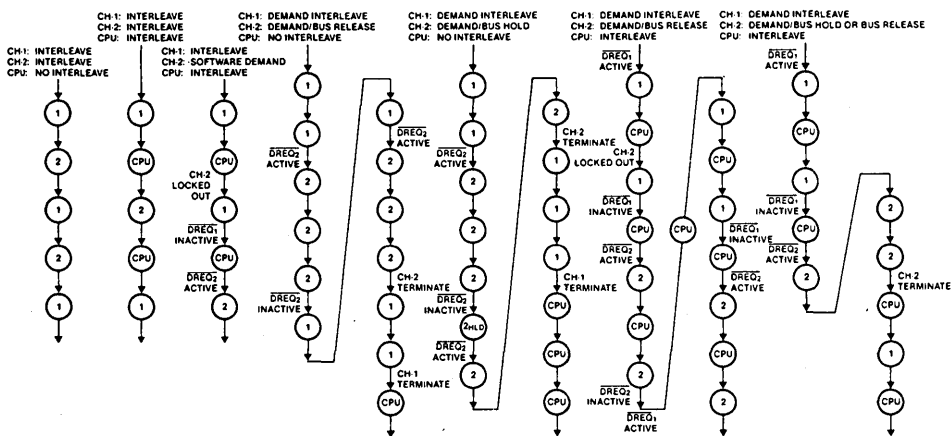 CH-1: INTERLEAVE
CH-2: INTERLEAVE
CPU: NO INTERLEAVE
1
2
1
2
1
CH-1: INTERLEAVE
CH-2: INTERLEAVE
CPU: INTERLEAVE
1
CPU
2
CPU
1
CH-1: INTERLEAVE
CH-2: SOFTWARE DEMAND
CPU: INTERLEAVE
1
CPU
CH-2
LOCKED
OUT
1
DREQ1
INACTIVE
CPU
DREQ2
ACTIVE
2
CH-1: DEMAND INTERLEAVE
CH-2: DEMAND/BUS RELEASE
CPU: NO INTERLEAVE
1
1
DREQ2
ACTIVE
2
2
2
DREQ2
INACTIVE
1
1
DREQ2
ACTIVE
2
2
2
CH-2
TERMINATE
1
1
CH-1
TERMINATE
CPU
CH-1: DEMAND INTERLEAVE
CH-2: DEMAND/BUS HOLD
CPU: NO INTERLEAVE
1
1
DREQ2
ACTIVE
2
2
2
DREQ2
INACTIVE
2HLD
DREQ2
ACTIVE
2
2
CH-2
TERMINATE
1
1
1
CH-1
TERMINATE
CPU
CPU
CPU
CH-1: DEMAND INTERLEAVE
CH-2: DEMAND/BUS RELEASE
CPU: INTERLEAVE
DREQ1
ACTIVE
1
CPU
CH-2
LOCKED OUT
1
DREQ1
INACTIVE
CPU
DREQ2
ACTIVE
2
CPU
2
DREQ2
INACTIVE
DREQ1
ACTIVE
CPU
1
CPU
1
DREQ1
INACTIVE
CPU
DREQ2
ACTIVE
2
CPU
2
CH-1: DEMAND INTERLEAVE
CH-2: DEMAND/BUS HOLD OR BUS RELEASE
CPU: INTERLEAVE
DREQ1
ACTIVE
1
CPU
1
DREQ1
INACTIVE
CPU
DREQ2
ACTIVE
2
2
2
CH-2
TERMINATE
CPU
1
CPU